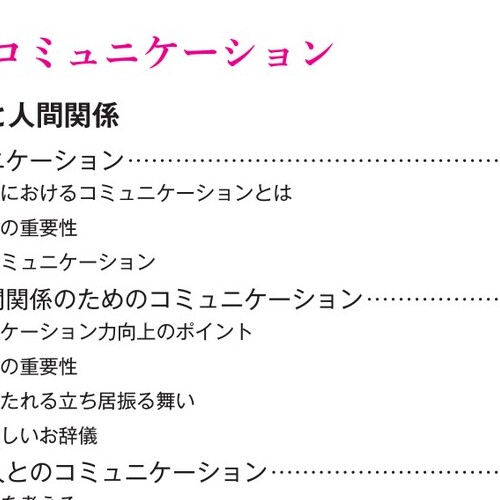 コミュニケーション
と人間関係
ニケーション……………………………………
におけるコミュニケーションとは
の重要性
ミュニケーション
間関係のためのコミュニケーション……………
ケーション力向上のポイント
の重要性
たれる立ち居振る舞い
しいお辞儀
人とのコミュニケーション………………………